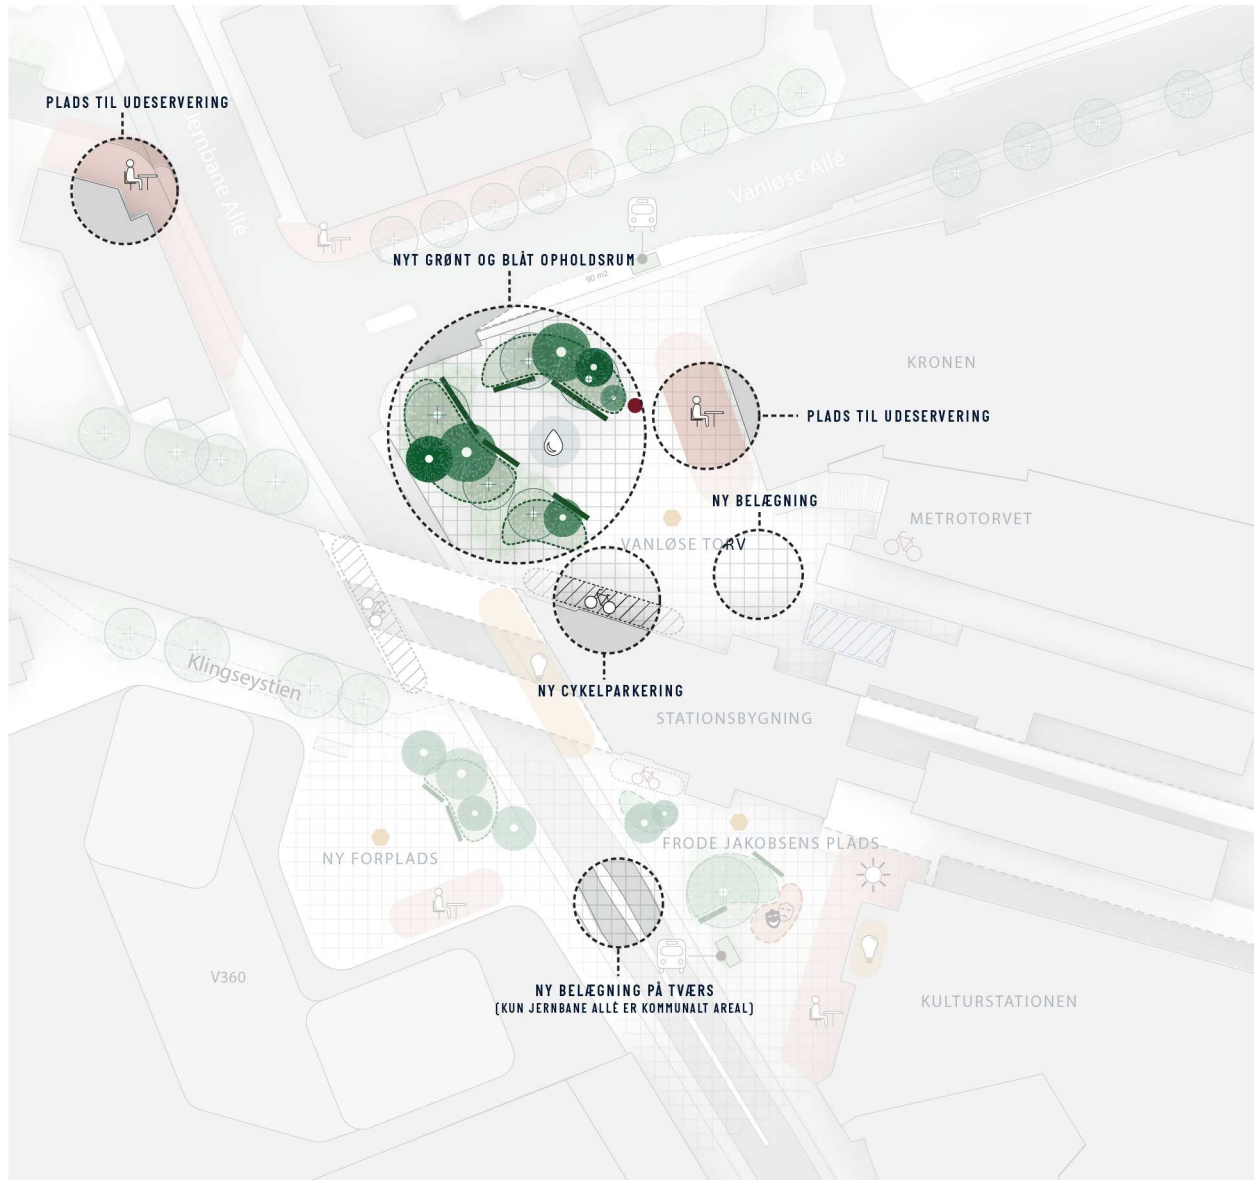 PLADS TIL UDESERVERING
Jernbane Allé
Vanløse Allé
NYT GRØNT OG BLÅT OPHOLDSRUM
90 m2
KRONEN
PLADS TIL UDESERVERING
NY BELÆGNING
METROTORVET
VANLØSE TORV
Klingseystien
NY CYKELPARKERING
STATIONSBYGNING
FRODE JAKOBSENS PLADS
NY FORPLADS
V360
NY BELÆGNING PÅ TVÆRS
(KUN JERNBANE ALLÉ ER KOMMUNALT AREAL)
KULTURSTATIONEN